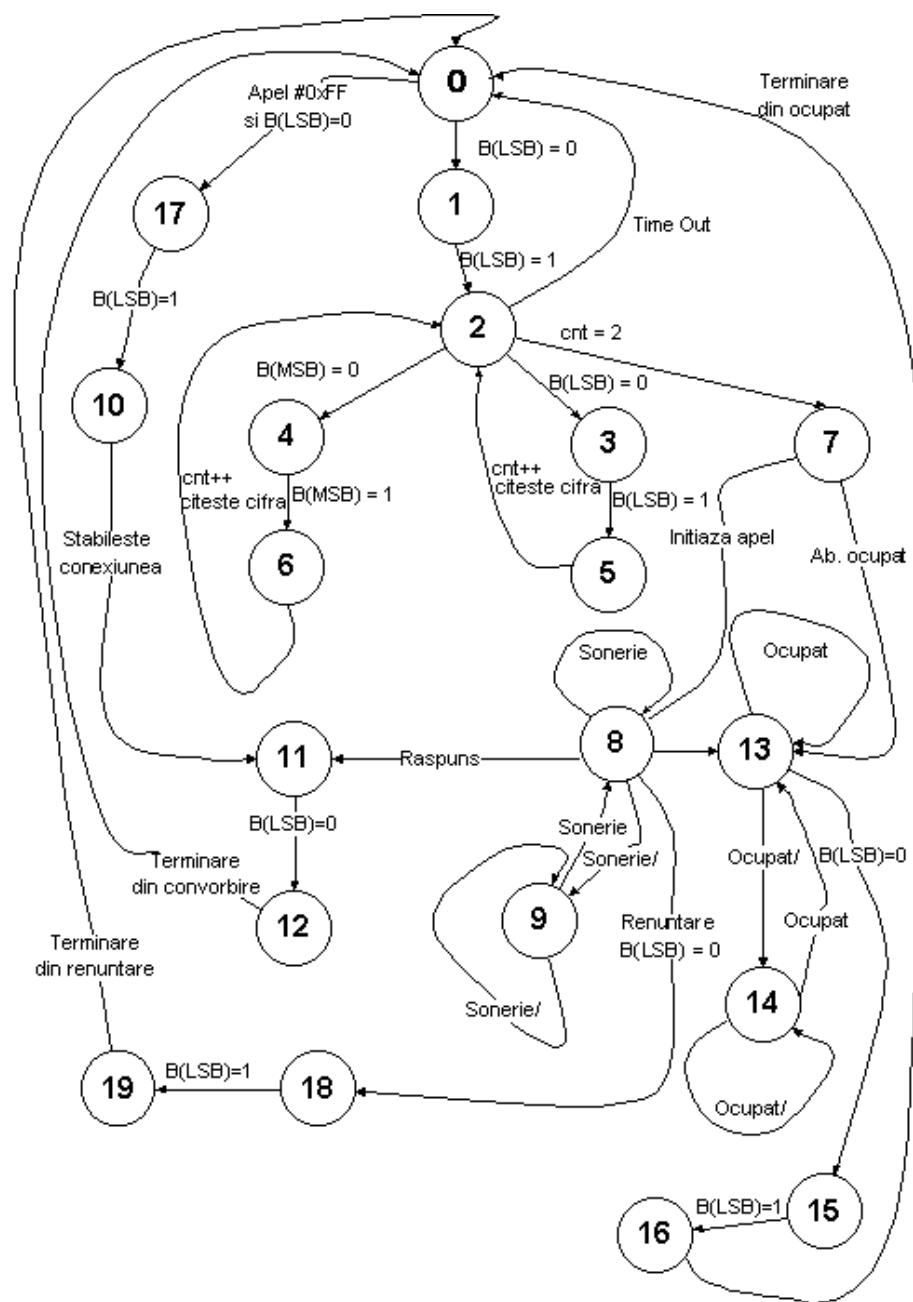 0
Apel #0xFF
si B(LSB)=0
Terminare
din ocupat
B(LSB) = 0
17
1
Time Out
B(LSB) = 1
B(LSB)=1
2
cnt = 2
B(MSB) = 0
B(LSB) = 0
10
4
3
7
cnt++
citeste cifra
B(MSB) = 1
cnt++
citeste cifra
B(LSB) = 1
Stabileste
conexiunea
6
5
Initiaza apel
Ab. ocupat
Sonerie
Ocupat
11
Raspuns
8
13
B(LSB)=0
Sonerie
Sonerie/
Ocupat/
B(LSB)=0
Terminare
din convorbire
12
9
Renuntare
B(LSB) = 0
Ocupat
Terminare
din renuntare
Sonerie/
14
19
B(LSB)=1
18
Ocupat/
B(LSB)=1
15
16